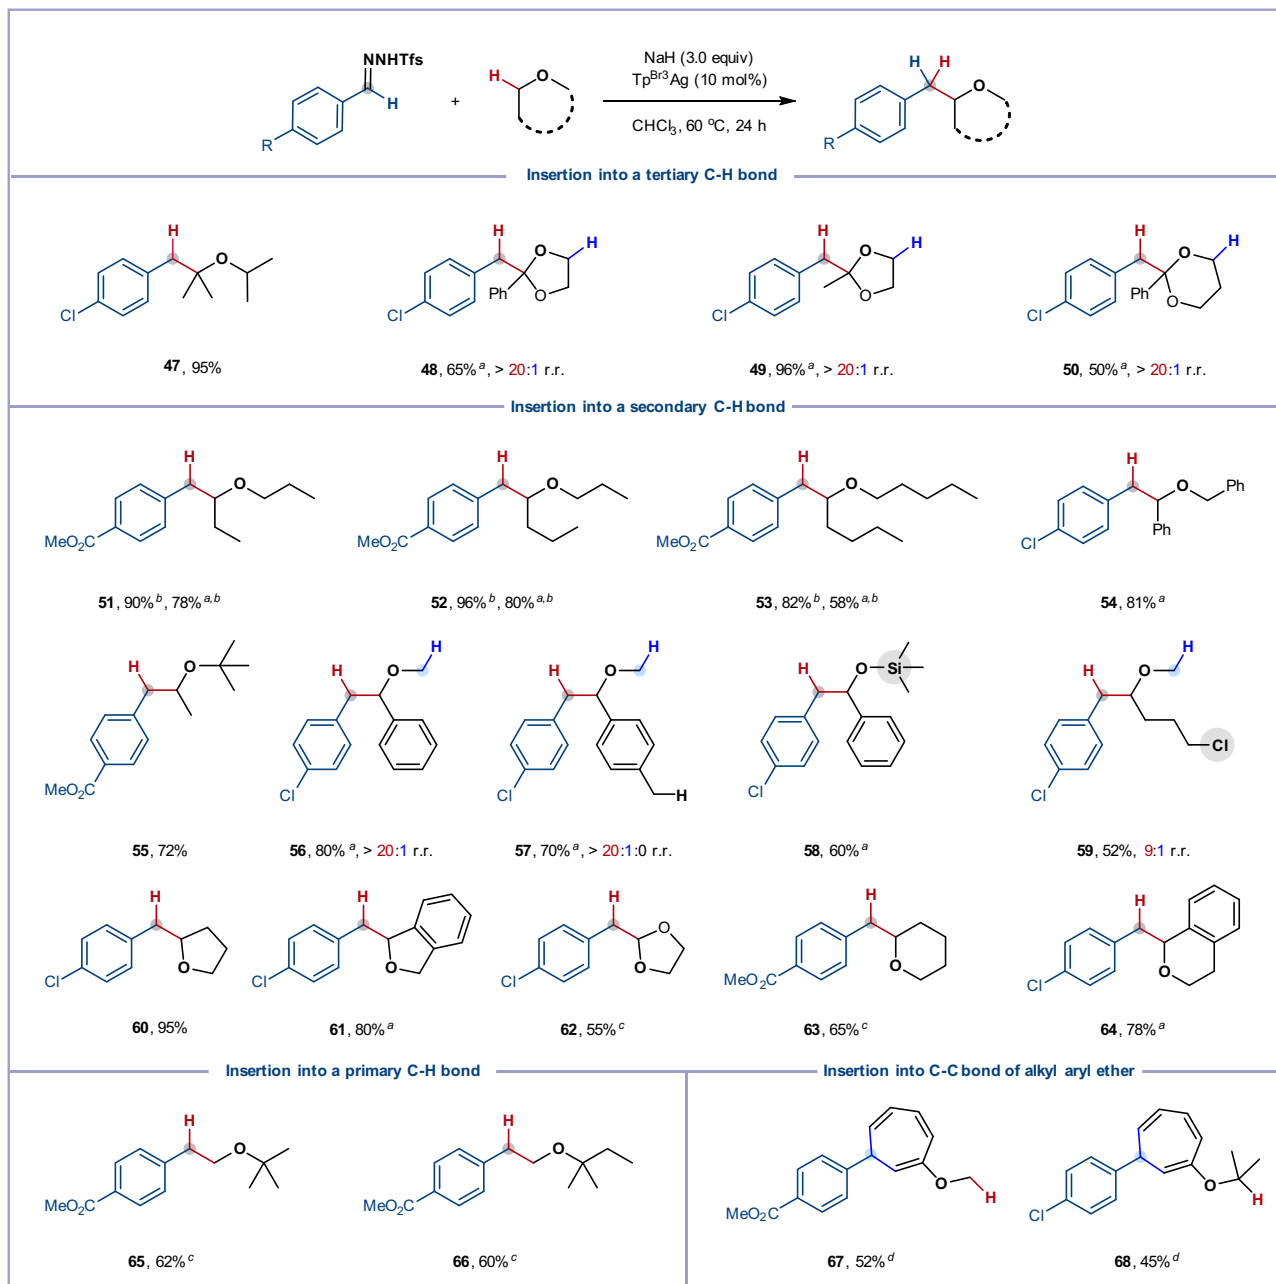 NNHTfs
H
R
+
H
O
NaH (3.0 equiv)
Tp^Br3Ag (10 mol%)
CHCl₃, 60 °C, 24 h
H H
O
R
Insertion into a tertiary C-H bond
H
O
Cl
47, 95%
H
O
H
Ph
O
Cl
48, 65% ᵃ, > 20:1 r.r.
H
O
H
O
Cl
49, 96% ᵃ, > 20:1 r.r.
H
O
H
Ph
O
Cl
50, 50% ᵃ, > 20:1 r.r.
Insertion into a secondary C-H bond
H
O
MeO₂C
51, 90% ᵇ, 78% ᵃ,ᵇ
H
O
MeO₂C
52, 96% ᵇ, 80% ᵃ,ᵇ
H
O
MeO₂C
53, 82% ᵇ, 58% ᵃ,ᵇ
H
O
Ph
Ph
Cl
54, 81% ᵃ
H
O
MeO₂C
55, 72%
H
H
O
Cl
56, 80% ᵃ, > 20:1 r.r.
H
H
O
Cl
H
57, 70% ᵃ, > 20:1:0 r.r.
H
O
Si
Cl
58, 60% ᵃ
H
H
O
Cl
Cl
59, 52%, 9:1 r.r.
H
O
Cl
60, 95%
H
O
Cl
61, 80% ᵃ
H
O
O
Cl
62, 55% ᶜ
H
O
MeO₂C
63, 65% ᶜ
H
O
Cl
64, 78% ᵃ
Insertion into a primary C-H bond
H
O
MeO₂C
65, 62% ᶜ
H
O
MeO₂C
66, 60% ᶜ
Insertion into C-C bond of alkyl aryl ether
O
H
MeO₂C
67, 52% ᵈ
O
H
Cl
68, 45% ᵈ